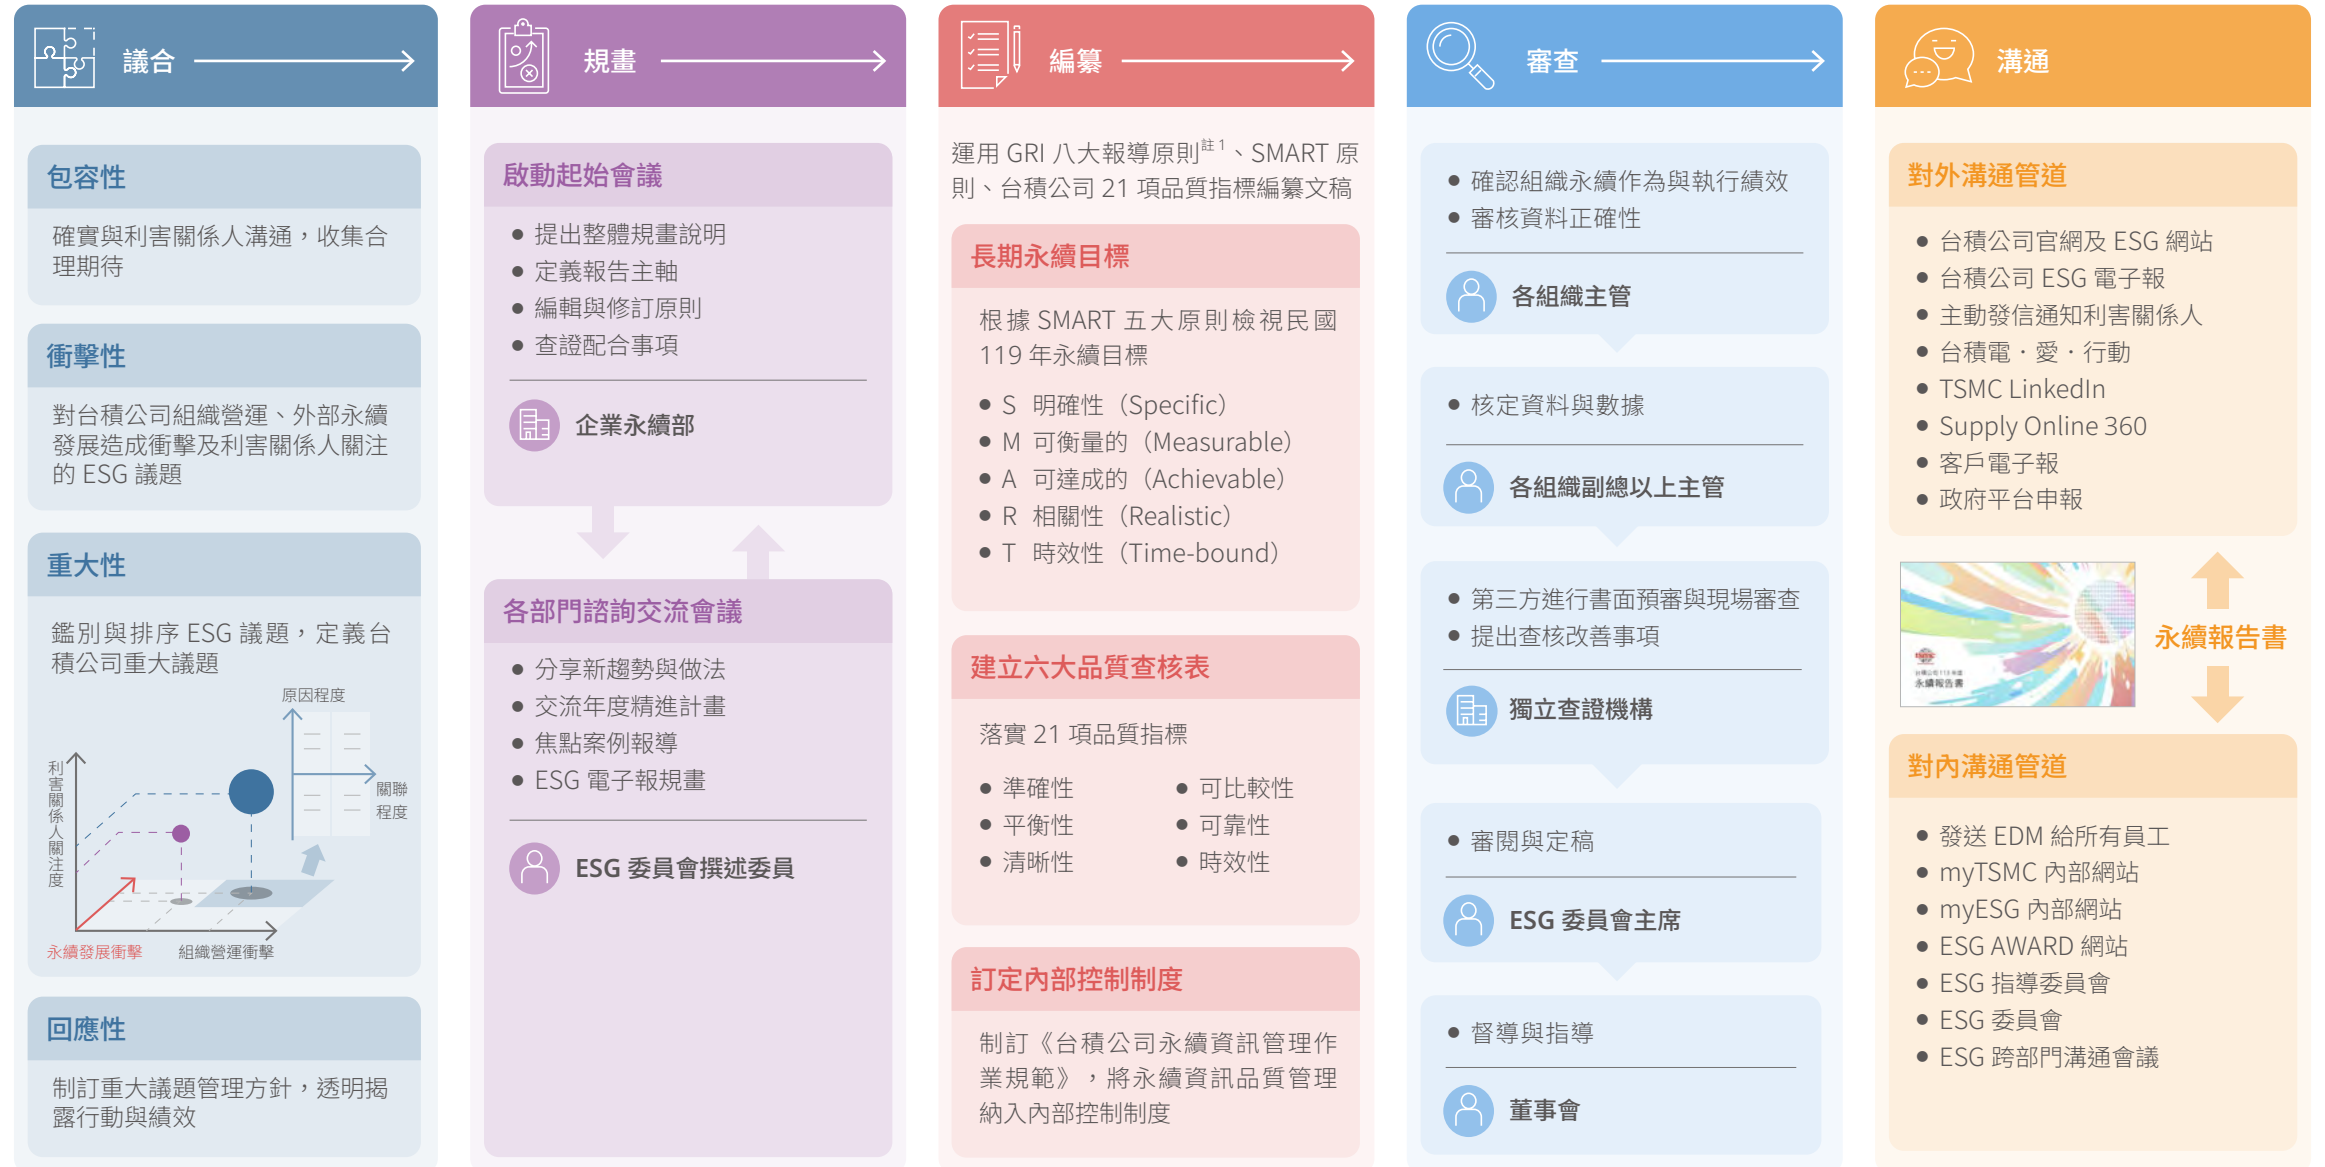 議合
包容性
確實與利害關係人溝通，收集合
理期待
衝擊性
對台積公司組織營運、外部永續
發展造成衝擊及利害關係人關注
的 ESG 議題
重大性
鑑別與排序 ESG 議題，定義台
積公司重大議題
原因程度
關聯
程度
利害關係人關注度
永續發展衝擊
組織營運衝擊
回應性
制訂重大議題管理方針，透明揭
露行動與績效
規畫
啟動起始會議
● 提出整體規畫說明
● 定義報告主軸
● 編輯與修訂原則
● 查證配合事項
企業永續部
各部門諮詢交流會議
● 分享新趨勢與做法
● 交流年度精進計畫
● 焦點案例報導
● ESG 電子報規畫
ESG 委員會撰述委員
編纂
運用 GRI 八大報導原則註 1、SMART 原
則、台積公司 21 項品質指標編纂文稿
長期永續目標
根據 SMART 五大原則檢視民國
119 年永續目標
● S 明確性（Specific）
● M 可衡量的（Measurable）
● A 可達成的（Achievable）
● R 相關性（Realistic）
● T 時效性（Time-bound）
建立六大品質查核表
落實 21 項品質指標
● 準確性
● 平衡性
● 清晰性
● 可比較性
● 可靠性
● 時效性
訂定內部控制制度
制訂《台積公司永續資訊管理作
業規範》，將永續資訊品質管理
納入內部控制制度
審查
● 確認組織永續作為與執行績效
● 審核資料正確性
各組織主管
● 核定資料與數據
各組織副總以上主管
● 第三方進行書面預審與現場審查
● 提出查核改善事項
獨立查證機構
● 審閱與定稿
ESG 委員會主席
● 督導與指導
董事會
溝通
對外溝通管道
● 台積公司官網及 ESG 網站
● 台積公司 ESG 電子報
● 主動發信通知利害關係人
● 台積電．愛．行動
● TSMC LinkedIn
● Supply Online 360
● 客戶電子報
● 政府平台申報
台積公司 113 年度
永續報告書
永續報告書
對內溝通管道
● 發送 EDM 給所有員工
● myTSMC 內部網站
● myESG 內部網站
● ESG AWARD 網站
● ESG 指導委員會
● ESG 委員會
● ESG 跨部門溝通會議